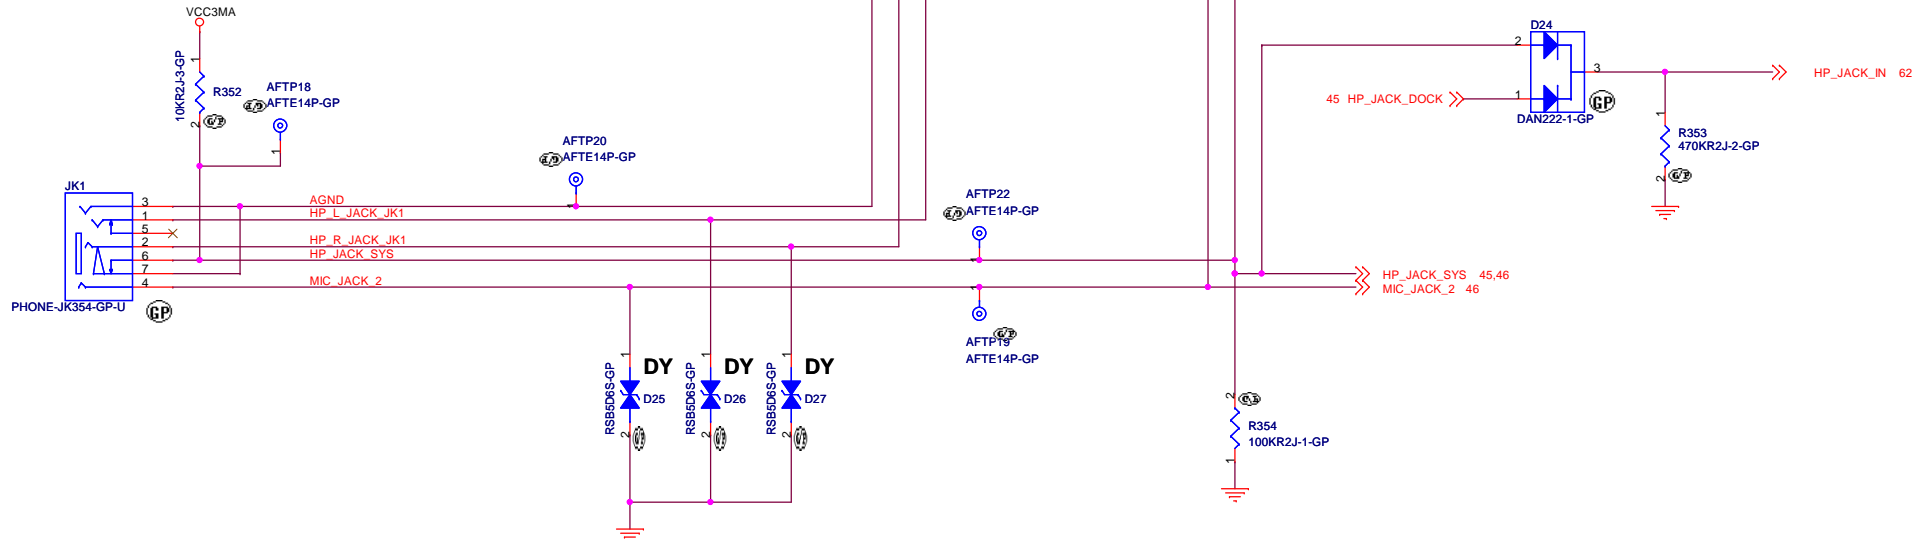 VCC3MA
1
10KR2J-3-GP
R352
2
G/P
AFTP18
AFTE14P-GP
G/P
1
AFTP20
AFTE14P-GP
G/P
1
JK1
3
1
5
2
6
7
4
PHONE-JK354-GP-U
GP
AGND
HP_L_JACK_JK1
HP_R_JACK_JK1
HP_JACK_SYS
MIC_JACK_2
AFTP22
AFTE14P-GP
G/P
1
1
G/P
AFTP19
AFTE14P-GP
1
DY
RSB5D6S-GP
D25
2
G/P
1
DY
RSB5D6S-GP
D26
2
G/P
1
DY
RSB5D6S-GP
D27
2
G/P
HP_JACK_SYS 45,46
MIC_JACK_2 46
2
G/P
R354
100KR2J-1-GP
1
D24
2
45 HP_JACK_DOCK
1
3
GP
DAN222-1-GP
HP_JACK_IN 62
1
R353
470KR2J-2-GP
2
G/P